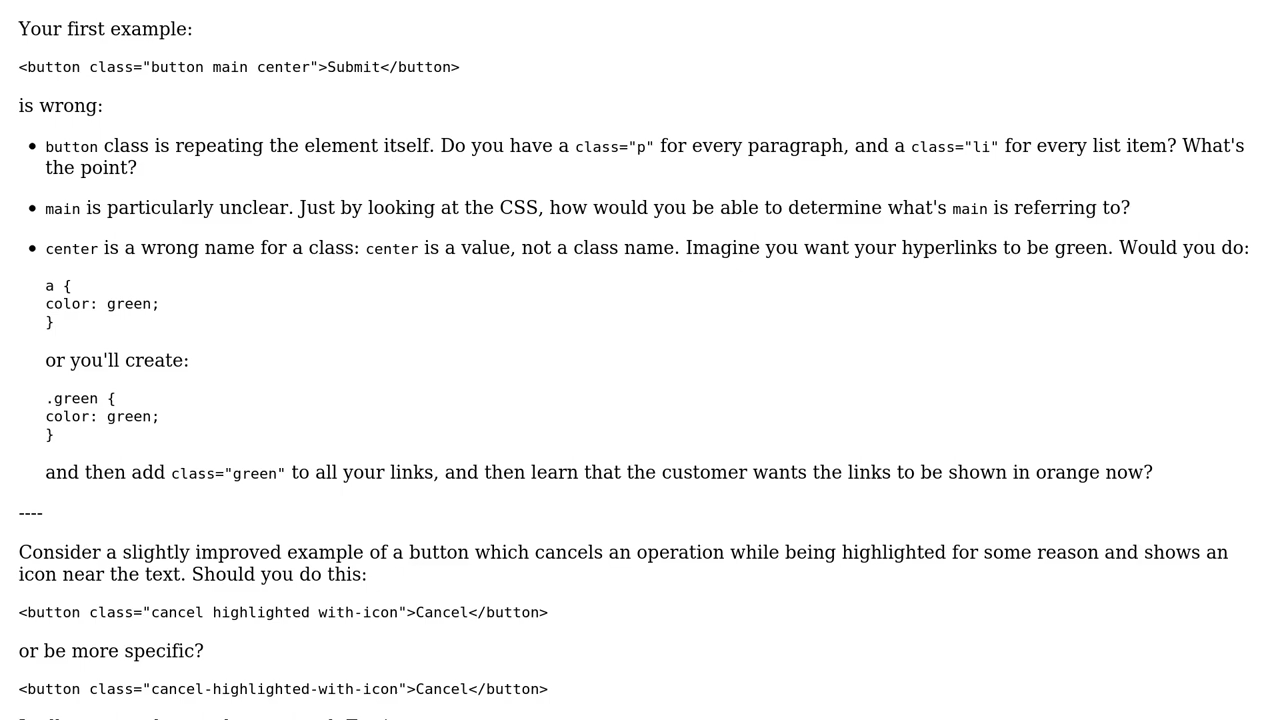 Your first example:
<button class="button main center">Submit</button>
is wrong:
• button class is repeating the element itself. Do you have a class="p" for every paragraph, and a class="li" for every list item? What's
the point?
• main is particularly unclear. Just by looking at the CSS, how would you be able to determine what's main is referring to?
• center is a wrong name for a class: center is a value, not a class name. Imagine you want your hyperlinks to be green. Would you do:
a {
color: green;
}
or you'll create:
.green {
color: green;
}
and then add class="green" to all your links, and then learn that the customer wants the links to be shown in orange now?
----
Consider a slightly improved example of a button which cancels an operation while being highlighted for some reason and shows an
icon near the text. Should you do this:
<button class="cancel highlighted with-icon">Cancel</button>
or be more specific?
<button class="cancel-highlighted-with-icon">Cancel</button>